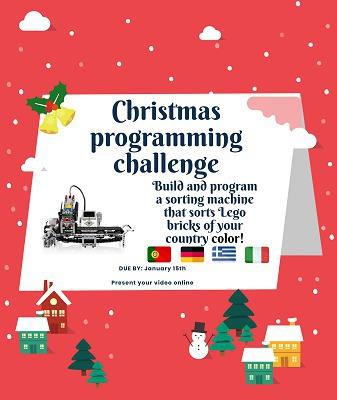 Christmas
programming
challenge
Build and program
a sorting machine
that sorts Lego
bricks of your
country color!
DUE BY: January 15th
Present your video online